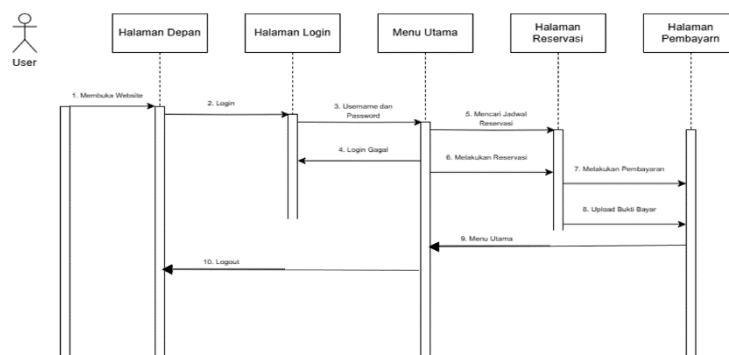 Halaman Depan
Halaman Login
Menu Utama
Halaman
Reservasi
Halaman
Pembayarn
User
1. Membuka Website
2. Login
3. Username dan
Password
5. Mencari Jadwal
Reservasi
4. Login Gagal
6. Melakukan Reservasi
7. Melakukan Pembayaran
8. Upload Bukti Bayar
9. Menu Utama
10. Logout